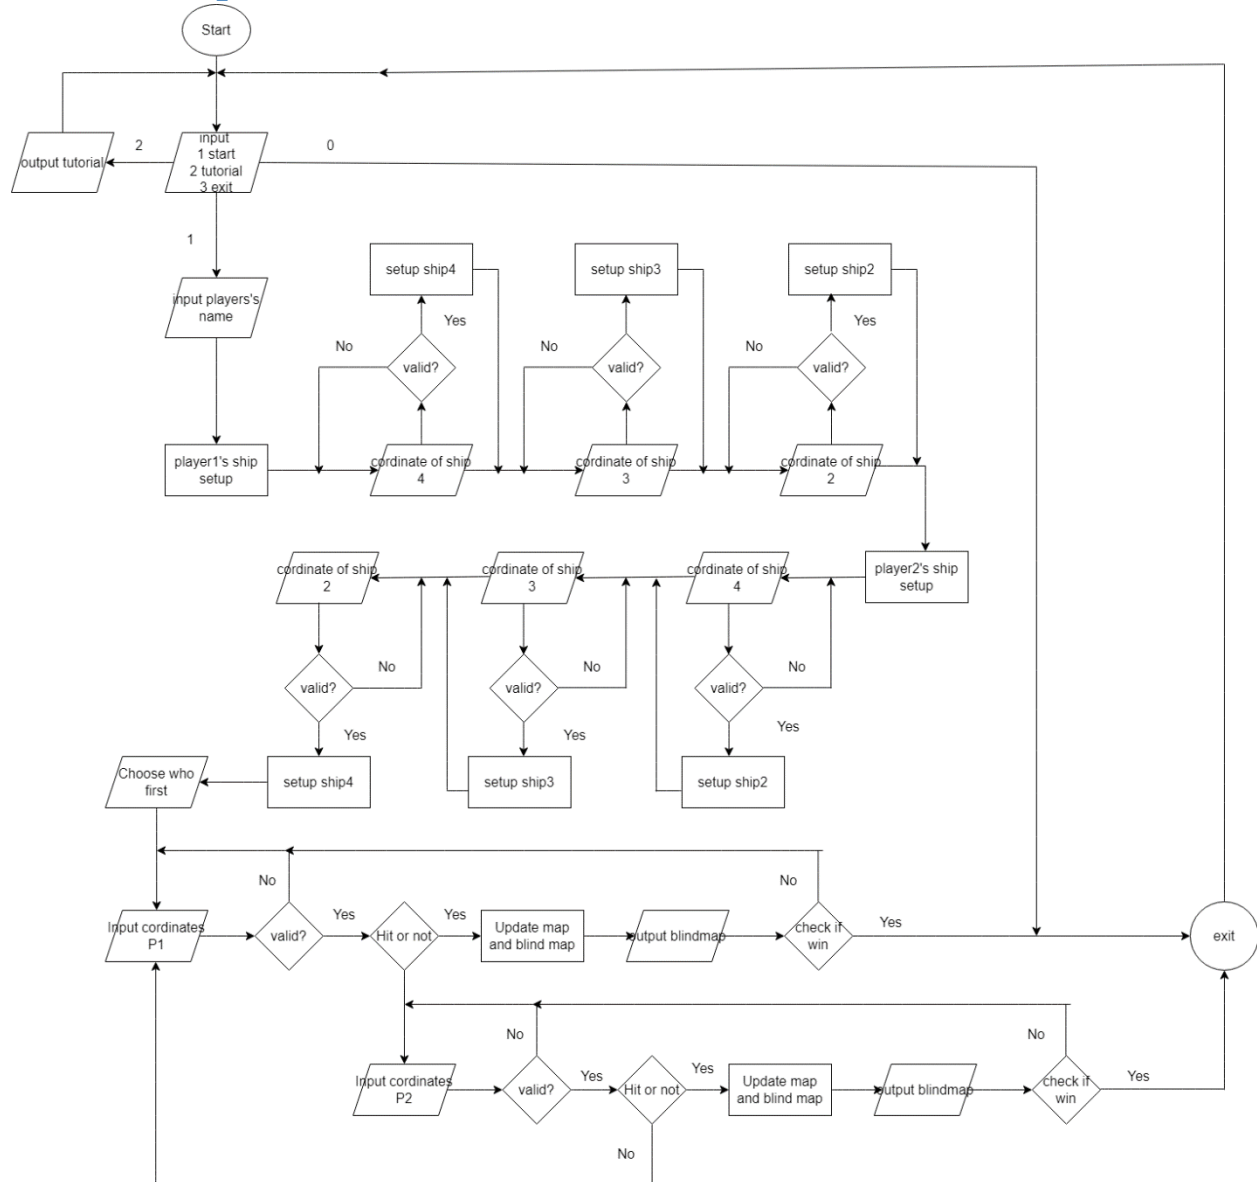 Start
2
0
input
1 start
2 tutorial
3 exit
output tutorial
1
input players's
name
setup ship4
setup ship3
setup ship2
Yes
Yes
No
No
No
valid?
valid?
valid?
player1's ship
setup
cordinate of ship
4
cordinate of ship
3
cordinate of ship
2
cordinate of ship
2
cordinate of ship
3
cordinate of ship
4
player2's ship
setup
No
No
No
valid?
valid?
valid?
Yes
Yes
Yes
Choose who
first
setup ship4
setup ship3
setup ship2
No
No
Input cordinates
P1
valid?
Yes
Hit or not
Yes
Update map
and blind map
output blindmap
check if
win
Yes
exit
No
No
Input cordinates
P2
valid?
Yes
Hit or not
Yes
Update map
and blind map
output blindmap
check if
win
Yes
No